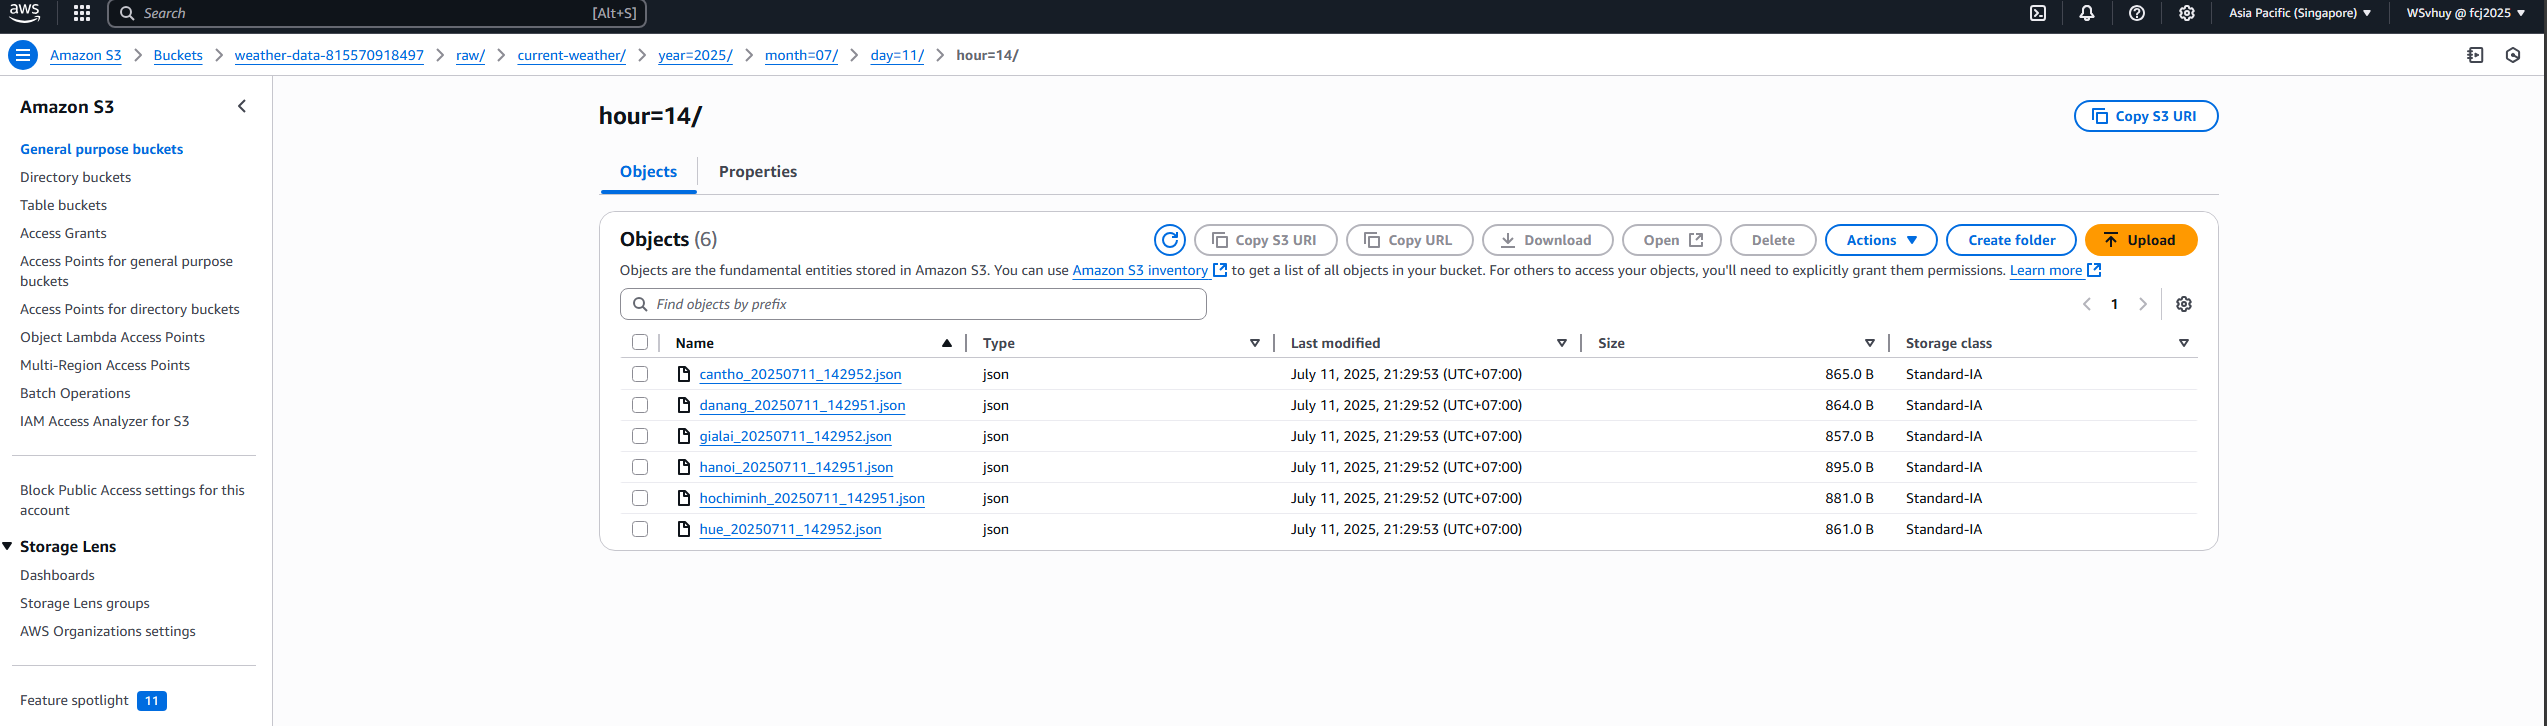 aws
Search [Alt+S] Asia Pacific (Singapore) WSvhuy @ fcj2025
Amazon S3 Buckets weather-data-815570918497 raw/ current-weather/ year=2025/ month=07/ day=11/ hour=14/
Amazon S3
General purpose buckets
Directory buckets
Table buckets
Access Grants
Access Points for general purpose
buckets
Access Points for directory buckets
Object Lambda Access Points
Multi-Region Access Points
Batch Operations
IAM Access Analyzer for S3
Block Public Access settings for this
account
Storage Lens
Dashboards
Storage Lens groups
AWS Organizations settings
Feature spotlight 11
hour=14/
Copy S3 URI
Objects Properties
Objects (6)
Copy S3 URI Copy URL Download Open Delete Actions Create folder Upload
Objects are the fundamental entities stored in Amazon S3. You can use Amazon S3 inventory to get a list of all objects in your bucket. For others to access your objects, you'll need to explicitly grant them permissions. Learn more
Find objects by prefix
1
Name Type Last modified Size Storage class
cantho_20250711_142952.json json July 11, 2025, 21:29:53 (UTC+07:00) 865.0 B Standard-IA
danang_20250711_142951.json json July 11, 2025, 21:29:52 (UTC+07:00) 864.0 B Standard-IA
gialai_20250711_142952.json json July 11, 2025, 21:29:53 (UTC+07:00) 857.0 B Standard-IA
hanoi_20250711_142951.json json July 11, 2025, 21:29:52 (UTC+07:00) 895.0 B Standard-IA
hochiminh_20250711_142951.json json July 11, 2025, 21:29:52 (UTC+07:00) 881.0 B Standard-IA
hue_20250711_142952.json json July 11, 2025, 21:29:53 (UTC+07:00) 861.0 B Standard-IA